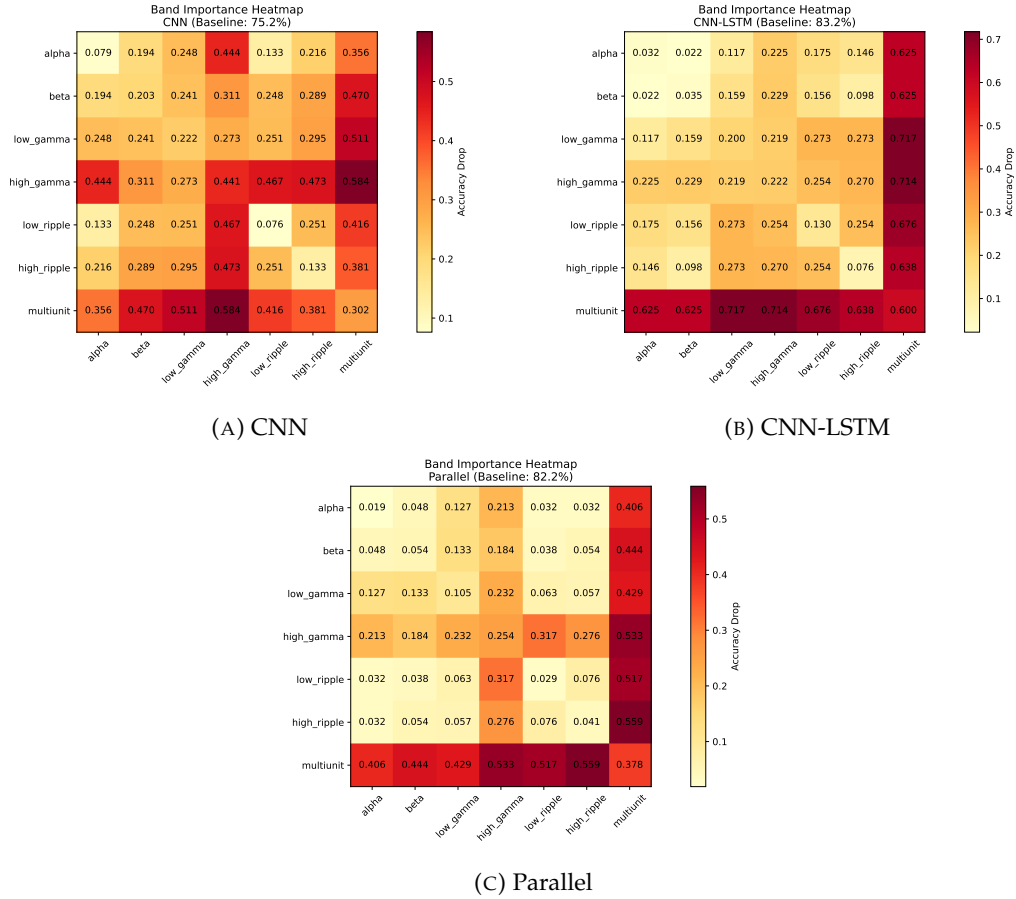 Band Importance Heatmap
CNN (Baseline: 75.2%)
alpha 0.079 0.194 0.248 0.444 0.133 0.216 0.356
beta 0.194 0.203 0.241 0.311 0.248 0.289 0.470
low_gamma 0.248 0.241 0.222 0.273 0.251 0.295 0.511
high_gamma 0.444 0.311 0.273 0.441 0.467 0.473 0.584
low_ripple 0.133 0.248 0.251 0.467 0.076 0.251 0.416
high_ripple 0.216 0.289 0.295 0.473 0.251 0.133 0.381
multiunit 0.356 0.470 0.511 0.584 0.416 0.381 0.302
alpha beta low_gamma high_gamma low_ripple high_ripple multiunit
0.5
0.4
0.3
0.2
0.1
Accuracy Drop
(A) CNN
Band Importance Heatmap
CNN-LSTM (Baseline: 83.2%)
alpha 0.032 0.022 0.117 0.225 0.175 0.146 0.625
beta 0.022 0.035 0.159 0.229 0.156 0.098 0.625
low_gamma 0.117 0.159 0.200 0.219 0.273 0.273 0.717
high_gamma 0.225 0.229 0.219 0.222 0.254 0.270 0.714
low_ripple 0.175 0.156 0.273 0.254 0.130 0.254 0.676
high_ripple 0.146 0.098 0.273 0.270 0.254 0.076 0.638
multiunit 0.625 0.625 0.717 0.714 0.676 0.638 0.600
alpha beta low_gamma high_gamma low_ripple high_ripple multiunit
0.7
0.6
0.5
0.4
0.3
0.2
0.1
Accuracy Drop
(B) CNN-LSTM
Band Importance Heatmap
Parallel (Baseline: 82.2%)
alpha 0.019 0.048 0.127 0.213 0.032 0.032 0.406
beta 0.048 0.054 0.133 0.184 0.038 0.054 0.444
low_gamma 0.127 0.133 0.105 0.232 0.063 0.057 0.429
high_gamma 0.213 0.184 0.232 0.254 0.317 0.276 0.533
low_ripple 0.032 0.038 0.063 0.317 0.029 0.076 0.517
high_ripple 0.032 0.054 0.057 0.276 0.076 0.041 0.559
multiunit 0.406 0.444 0.429 0.533 0.517 0.559 0.378
alpha beta low_gamma high_gamma low_ripple high_ripple multiunit
0.5
0.4
0.3
0.2
0.1
Accuracy Drop
(C) Parallel